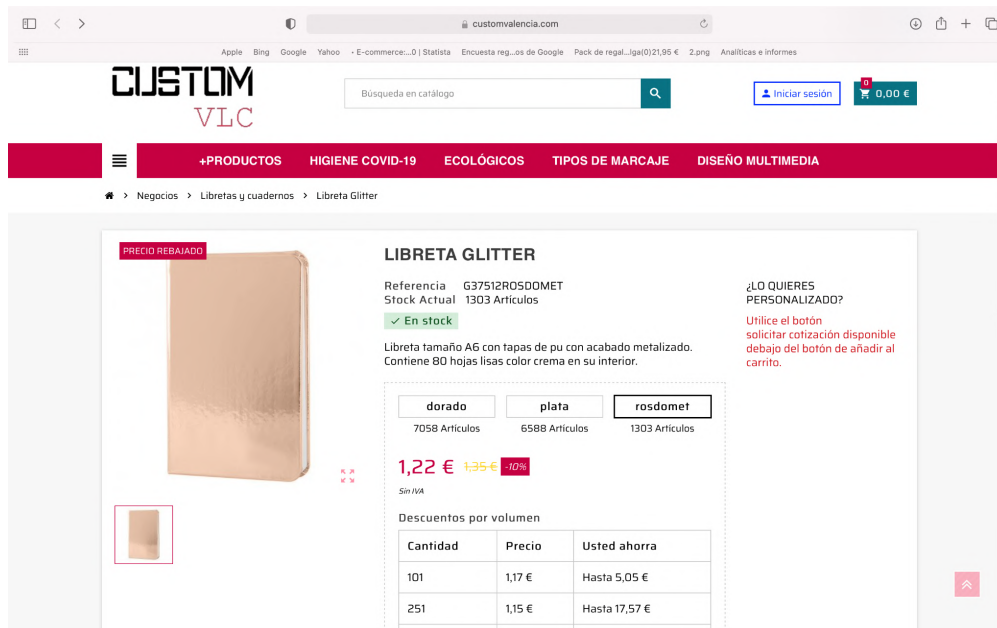 customvalencia.com
Apple Bing Google Yahoo E-commerce:...0 | Statista Encuesta reg...os de Google Pack de regal...iga(0)21,95 € 2.png Analíticas e informes
CUSTOM
VLC
Búsqueda en catálogo
Iniciar sesión
0
0,00 €
+PRODUCTOS HIGIENE COVID-19 ECOLÓGICOS TIPOS DE MARCAJE DISEÑO MULTIMEDIA
> Negocios > Libretas y cuadernos > Libreta Glitter
PRECIO REBAJADO
LIBRETA GLITTER
Referencia G37512ROSDOMET
Stock Actual 1303 Artículos
En stock
Libreta tamaño A6 con tapas de pu con acabado metalizado.
Contiene 80 hojas lisas color crema en su interior.
dorado plata rosdomet
7058 Artículos 6588 Artículos 1303 Artículos
1,22 € 1,35 € -10%
Sin IVA
Descuentos por volumen
Cantidad Precio Usted ahorra
101 1,17 € Hasta 5,05 €
251 1,15 € Hasta 17,57 €
¿LO QUIERES
PERSONALIZADO?
Utilice el botón
solicitar cotización disponible
debajo del botón de añadir al
carrito.